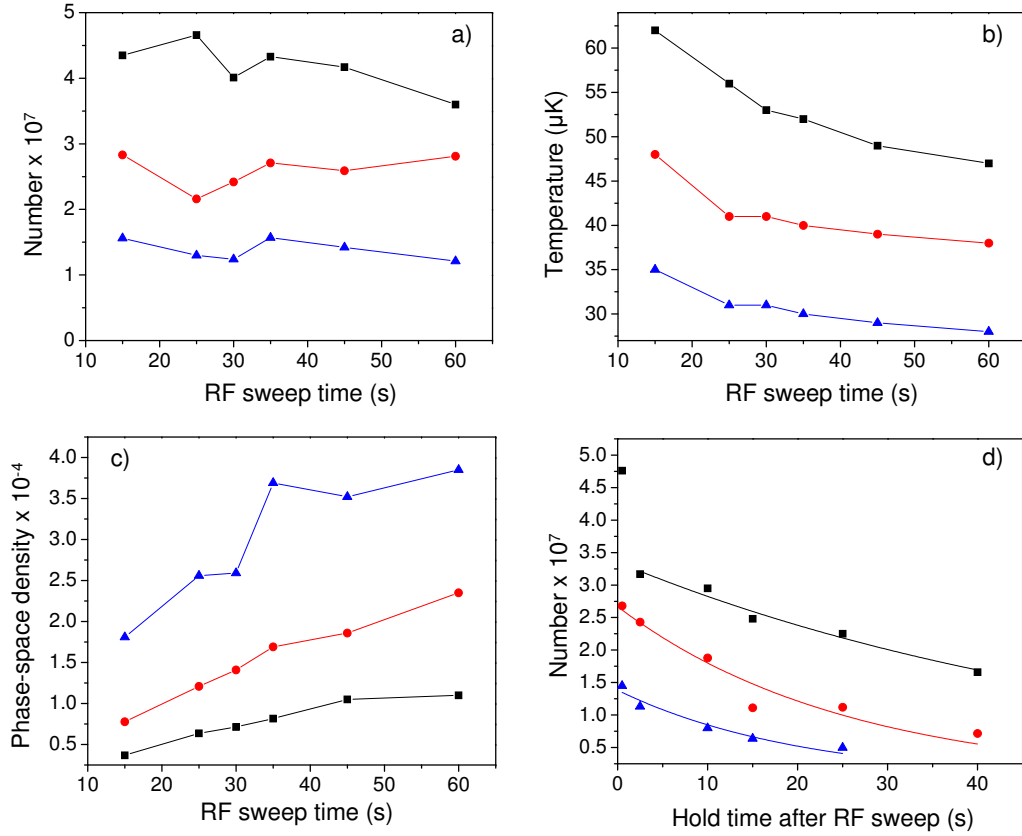 a)
5
4
3
2
1
0
Number x 10⁷
10 20 30 40 50 60
RF sweep time (s)
b)
60
55
50
45
40
35
30
Temperature (µK)
10 20 30 40 50 60
RF sweep time (s)
c)
4.0
3.5
3.0
2.5
2.0
1.5
1.0
0.5
Phase-space density x 10⁻⁴
10 20 30 40 50 60
RF sweep time (s)
d)
5.0
4.5
4.0
3.5
3.0
2.5
2.0
1.5
1.0
0.5
Number x 10⁷
0 10 20 30 40
Hold time after RF sweep (s)